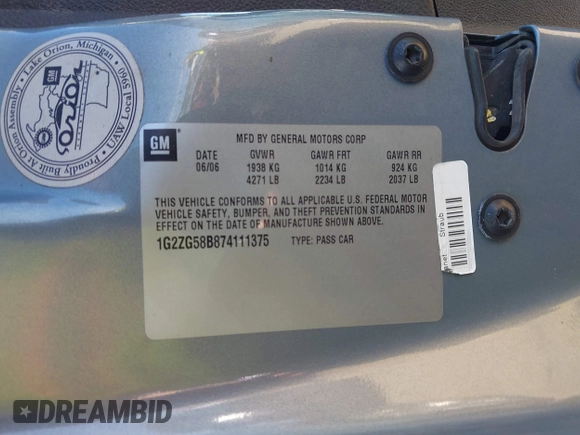 Proudly Built At Orion Assembly • Lake Orion, Michigan • UAW Local 5960
GM
MOTORS
GM
MFD BY GENERAL MOTORS CORP
DATE GVWR GAWR FRT GAWR RR
06/06 1938 KG 1014 KG 924 KG
4271 LB 2234 LB 2037 LB
THIS VEHICLE CONFORMS TO ALL APPLICABLE U.S. FEDERAL MOTOR
VEHICLE SAFETY, BUMPER, AND THEFT PREVENTION STANDARDS IN
EFFECT ON THE DATE OF MANUFACTURE SHOWN ABOVE.
1G2ZG58B874111375 TYPE: PASS CAR
Straub
DREAMBID